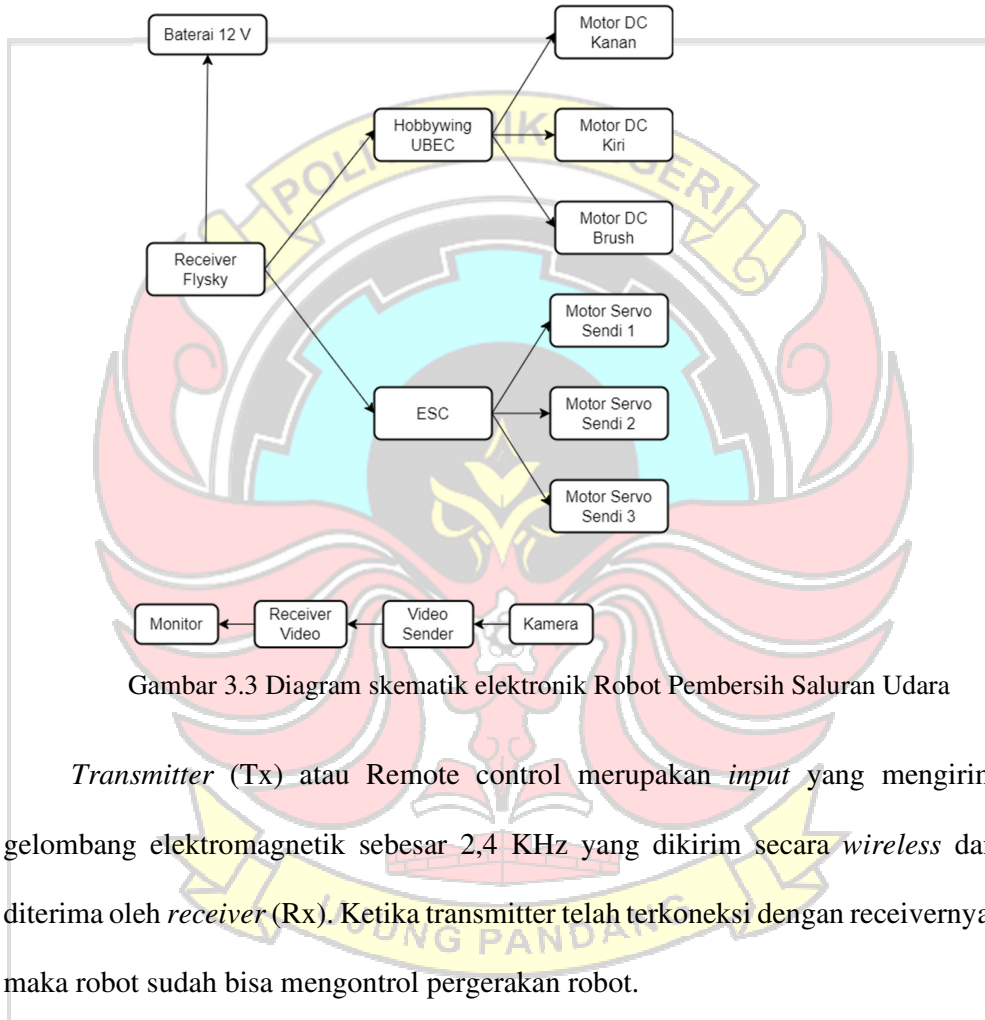 Baterai 12 V
Motor DC
Kanan
Hobbywing
UBEC
Motor DC
Kiri
Motor DC
Brush
Receiver
Flysky
Motor Servo
Sendi 1
ESC
Motor Servo
Sendi 2
Motor Servo
Sendi 3
Monitor
Receiver
Video
Video
Sender
Kamera
Gambar 3.3 Diagram skematik elektronik Robot Pembersih Saluran Udara
Transmitter (Tx) atau Remote control merupakan input yang mengirim
gelombang elektromagnetik sebesar 2,4 KHz yang dikirim secara wireless dan
diterima oleh receiver (Rx). Ketika transmitter telah terkoneksi dengan receivernya
maka robot sudah bisa mengontrol pergerakan robot.
UJUNG PANDANG